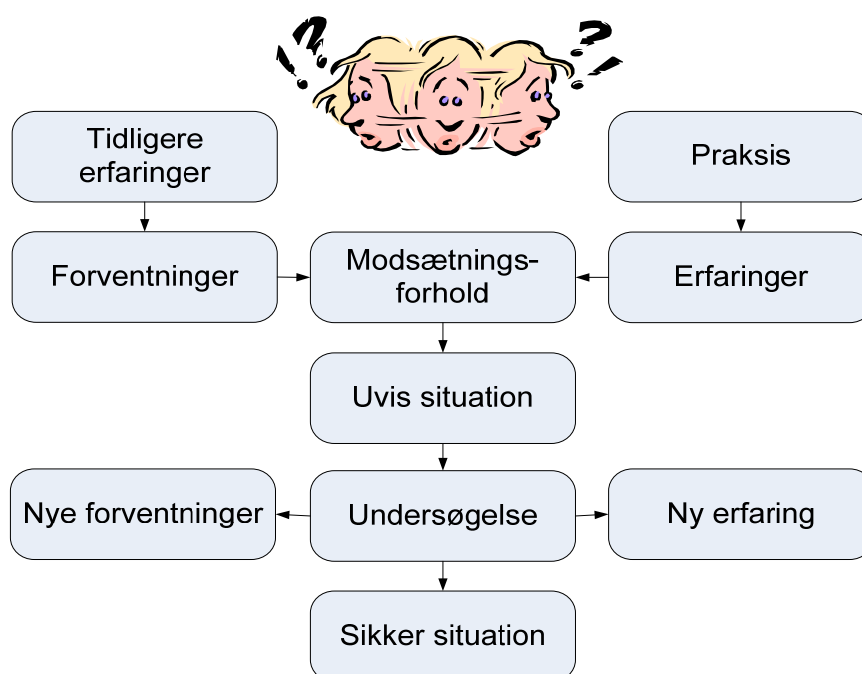 !?
?!
Tidligere
erfaringer
Praksis
Forventninger
Modsætnings-
forhold
Erfaringer
Uvis situation
Nye forventninger
Undersøgelse
Ny erfaring
Sikker situation